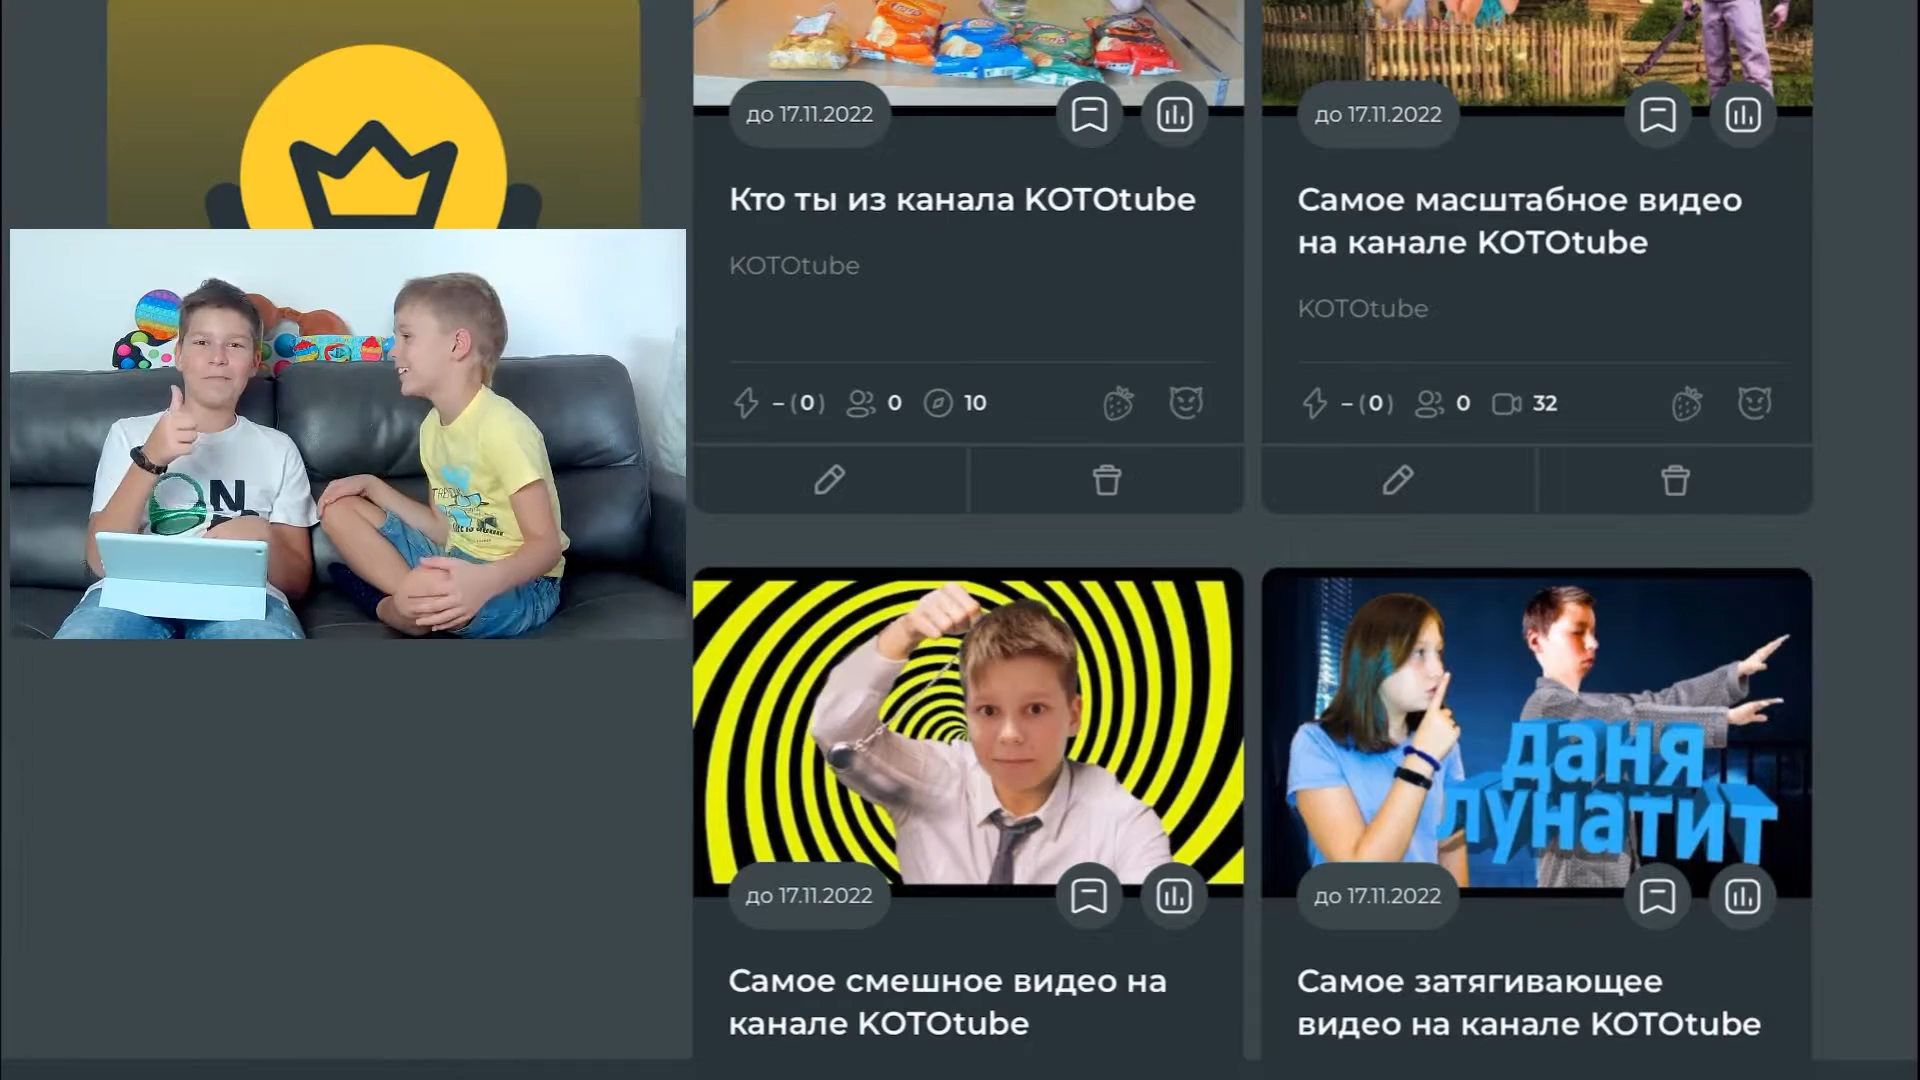 до 17.11.2022
Кто ты из канала KOTOtube
KOTOtube
– (0) 0 10
до 17.11.2022
Самое масштабное видео
на канале KOTOtube
KOTOtube
– (0) 0 32
ON
до 17.11.2022
Самое смешное видео на
канале KOTOtube
даня
лунатит
до 17.11.2022
Самое затягивающее
видео на канале KOTOtube